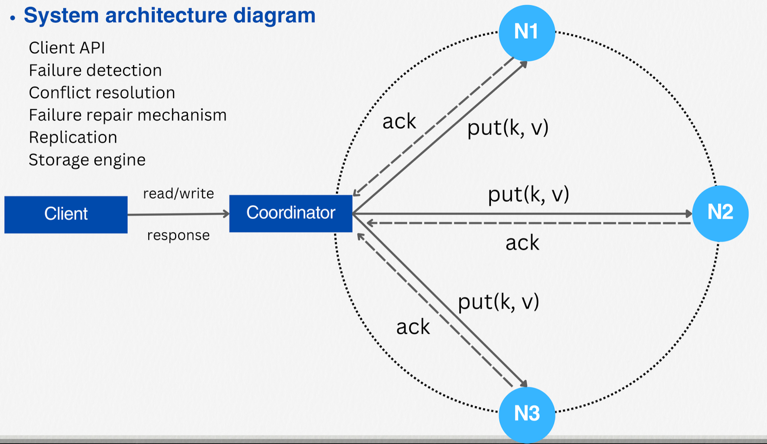 • System architecture diagram
Client API
Failure detection
Conflict resolution
Failure repair mechanism
Replication
Storage engine
Client
read/write
response
Coordinator
N1
ack
put(k, v)
put(k, v)
N2
ack
put(k, v)
ack
N3